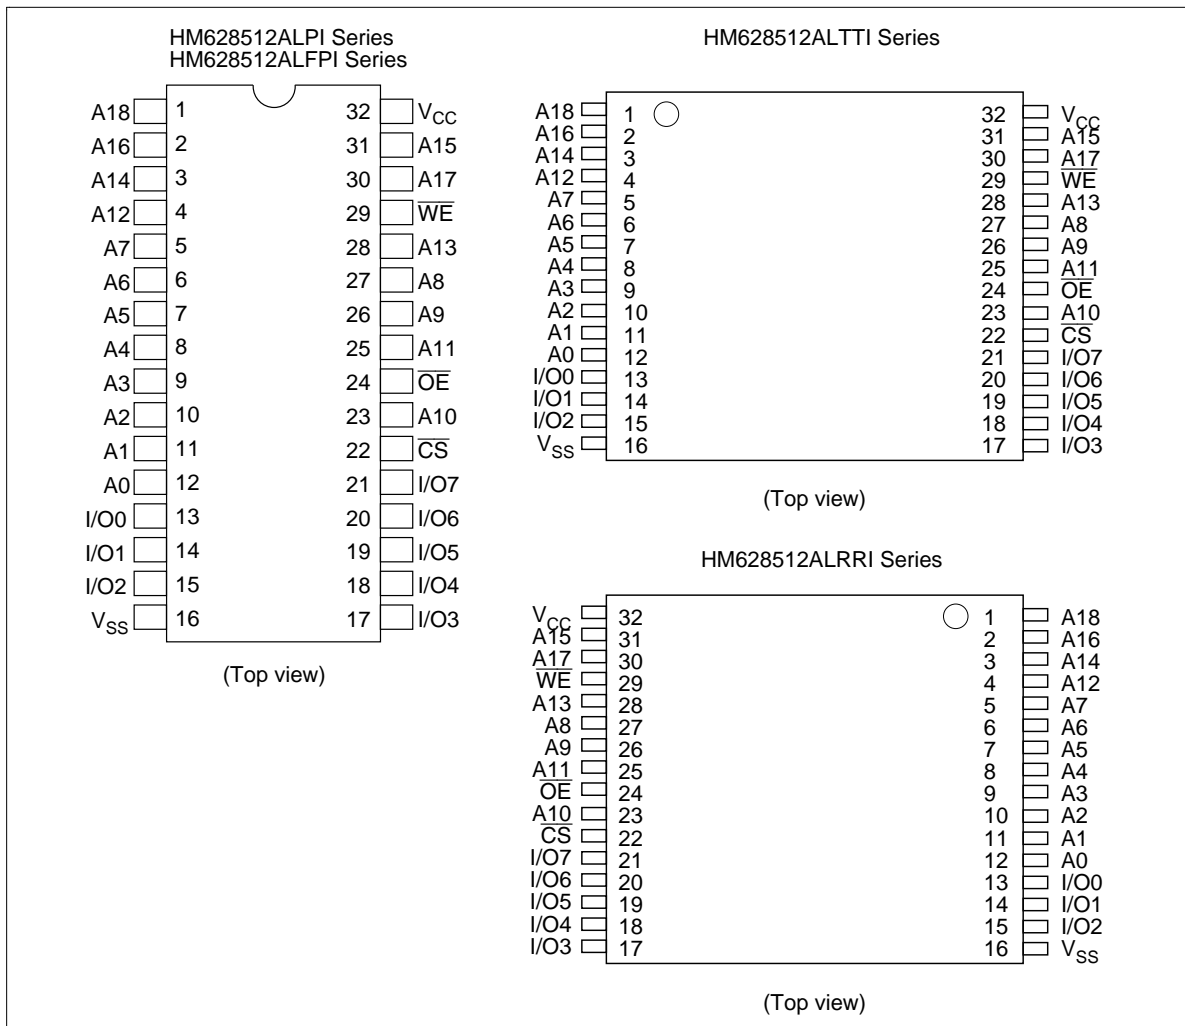 HM628512ALPI Series
HM628512ALFPI Series
A18 1 32 VCC
A16 2 31 A15
A14 3 30 A17
A12 4 29 W̅E̅
A7 5 28 A13
A6 6 27 A8
A5 7 26 A9
A4 8 25 A11
A3 9 24 O̅E̅
A2 10 23 A10
A1 11 22 C̅S̅
A0 12 21 I/O7
I/O0 13 20 I/O6
I/O1 14 19 I/O5
I/O2 15 18 I/O4
VSS 16 17 I/O3
(Top view)
HM628512ALTTI Series
A18 1 32 VCC
A16 2 31 A15
A14 3 30 A17
A12 4 29 W̅E̅
A7 5 28 A13
A6 6 27 A8
A5 7 26 A9
A4 8 25 A11
A3 9 24 O̅E̅
A2 10 23 A10
A1 11 22 C̅S̅
A0 12 21 I/O7
I/O0 13 20 I/O6
I/O1 14 19 I/O5
I/O2 15 18 I/O4
VSS 16 17 I/O3
(Top view)
HM628512ALRRI Series
VCC 32 1 A18
A15 31 2 A16
A17 30 3 A14
W̅E̅ 29 4 A12
A13 28 5 A7
A8 27 6 A6
A9 26 7 A5
A11 25 8 A4
O̅E̅ 24 9 A3
A10 23 10 A2
C̅S̅ 22 11 A1
I/O7 21 12 A0
I/O6 20 13 I/O0
I/O5 19 14 I/O1
I/O4 18 15 I/O2
I/O3 17 16 VSS
(Top view)